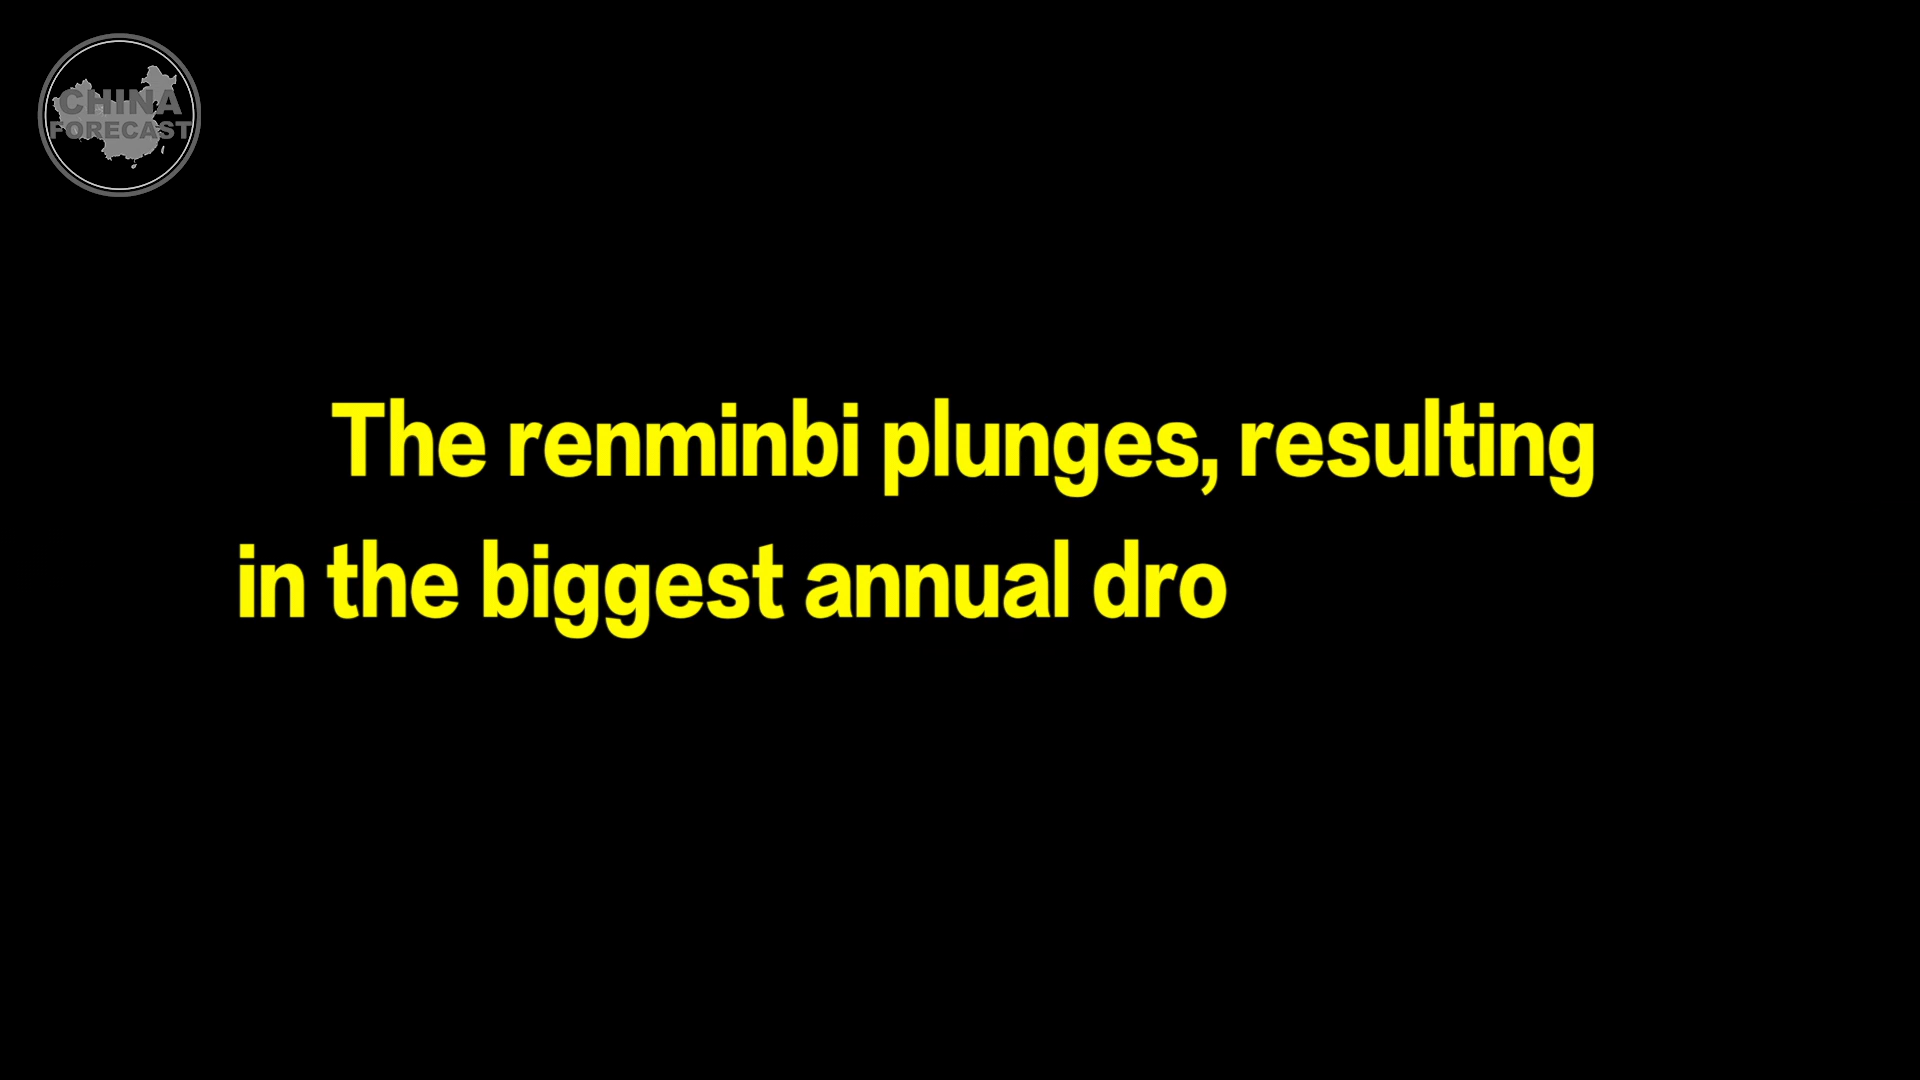 CHINA
FORECAST
The renminbi plunges, resulting
in the biggest annual dro